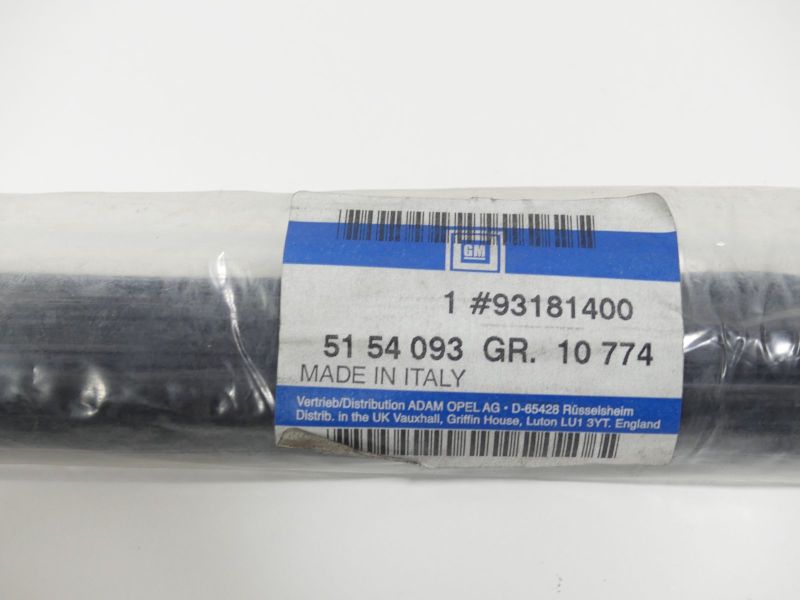 GM
1 #93181400
51 54 093 GR. 10 774
MADE IN ITALY
Vertrieb/Distribution ADAM OPEL AG • D-65428 Rüsselsheim
Distrib. in the UK Vauxhall, Griffin House, Luton LU1 3YT. England